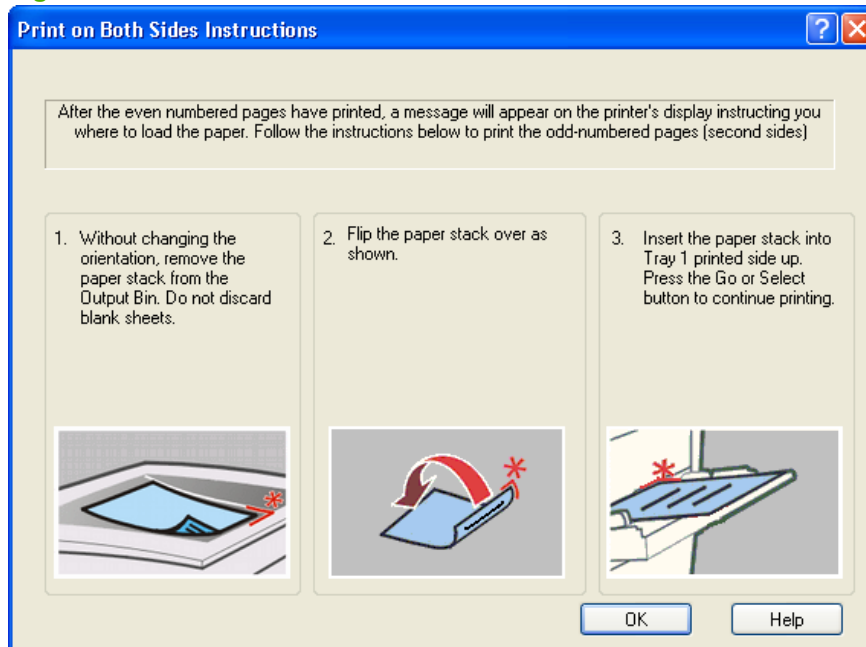 Print on Both Sides Instructions
After the even numbered pages have printed, a message will appear on the printer's display instructing you
where to load the paper. Follow the instructions below to print the odd-numbered pages (second sides)
1. Without changing the
orientation, remove the
paper stack from the
Output Bin. Do not discard
blank sheets.
2. Flip the paper stack over as
shown.
3. Insert the paper stack into
Tray 1 printed side up.
Press the Go or Select
button to continue printing.
OK
Help